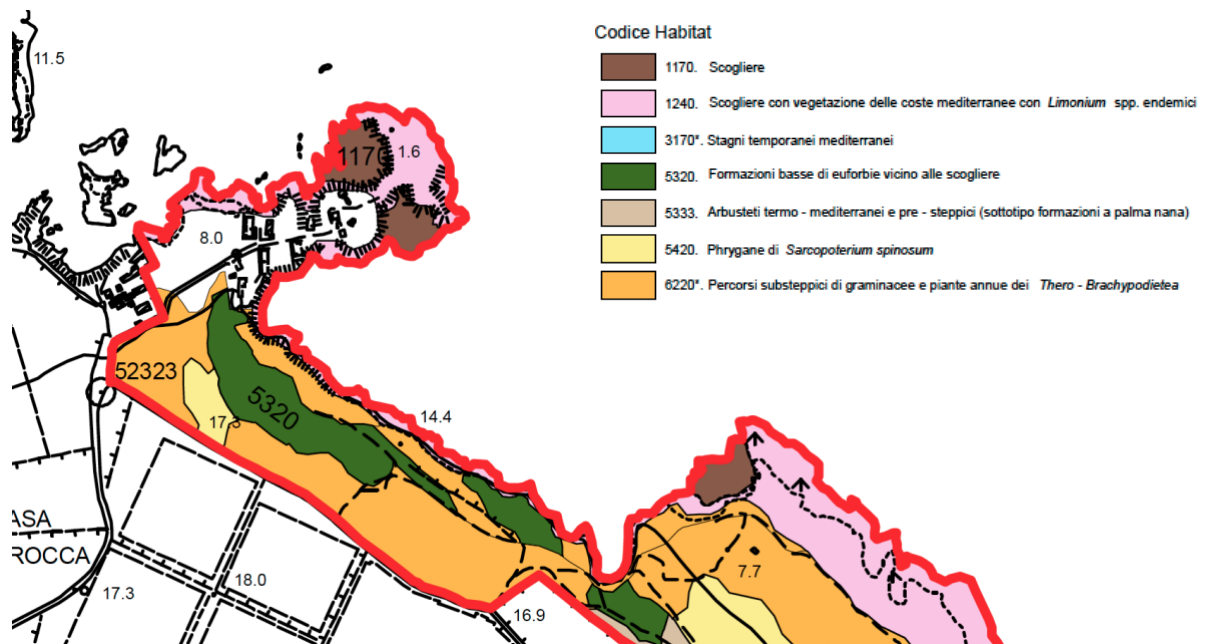 Codice Habitat
1170. Scogliere
1240. Scogliere con vegetazione delle coste mediterranee con Limonium spp. endemici
3170*. Stagni temporanei mediterranei
5320. Formazioni basse di euforbie vicino alle scogliere
5333. Arbusteti termo - mediterranei e pre - steppici (sottotipo formazioni a palma nana)
5420. Phrygane di Sarcopoterium spinosum
6220*. Percorsi substeppici di graminacee e piante annue dei Thero - Brachypodietea
11.5
1170
1.6
8.0
52323
5320
17.3
14.4
7.7
ASA
ROCCA
18.0
17.3
16.9